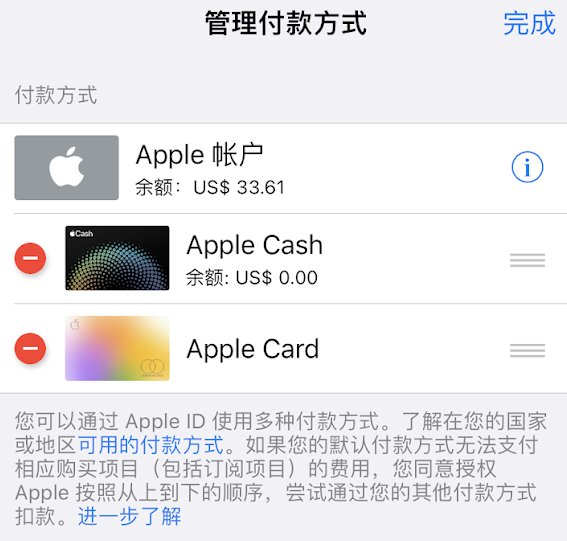 管理付款方式
完成
付款方式
Apple 帐户
余额：US$ 33.61
Cash
Apple Cash
余额: US$ 0.00
Apple Card
您可以通过 Apple ID 使用多种付款方式。了解在您的国家
或地区可用的付款方式。如果您的默认付款方式无法支付
相应购买项目（包括订阅项目）的费用，您同意授权
Apple 按照从上到下的顺序，尝试通过您的其他付款方式
扣款。进一步了解